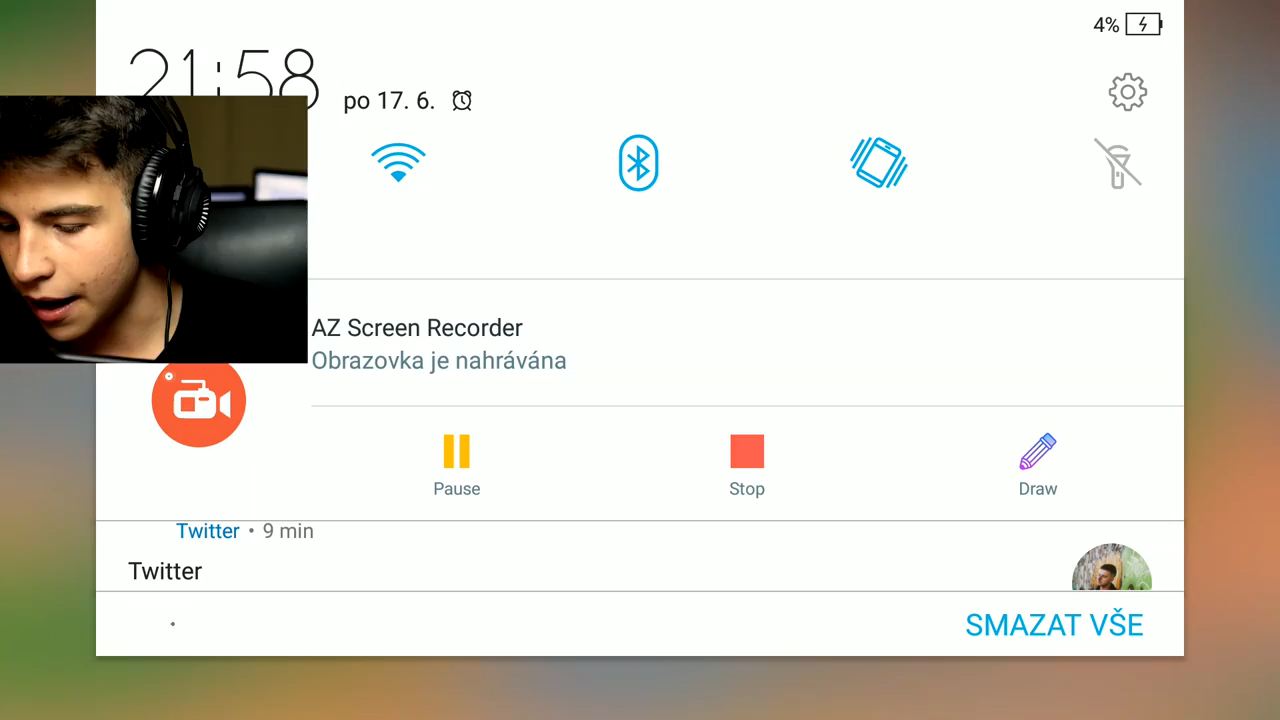 4%
21:58
po 17. 6.
AZ Screen Recorder
Obrazovka je nahrávána
Pause
Stop
Draw
Twitter • 9 min
Twitter
SMAZAT VŠE